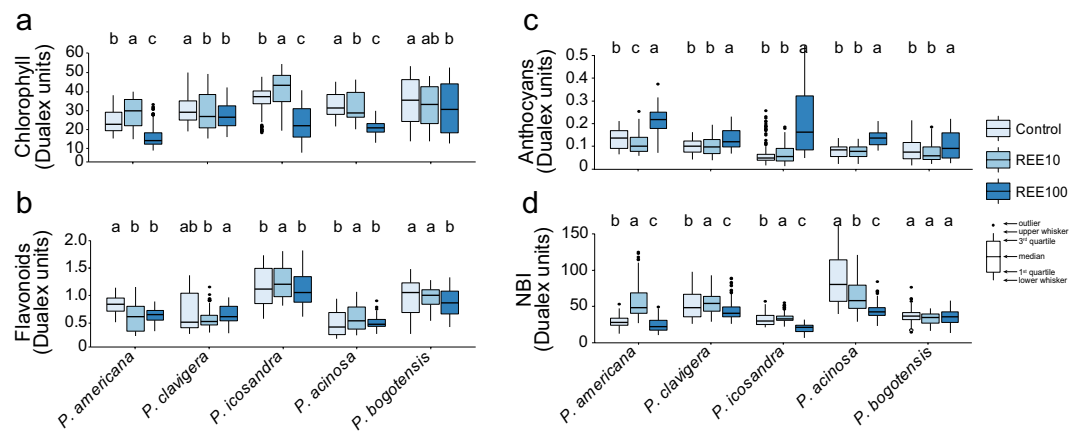 a
b a c a b b b a c a b c a ab b
Chlorophyll
(Dualex units)
60
50
40
30
20
10
0
b
a b b ab b a b a b b a b a a b
Flavonoids
(Dualex units)
2.0
1.5
1.0
0.5
0
P. americana
P. clavigera
P. icosandra
P. acinosa
P. bogotensis
c
b b a b b a b b a b b a b b a
Anthocyans
(Dualex units)
0.5
0.4
0.3
0.2
0.1
0
d
b a c b a c b a c a b c a a a
NBI
(Dualex units)
150
100
50
0
P. americana
P. clavigera
P. icosandra
P. acinosa
P. bogotensis
Control
REE10
REE100
outlier
upper whisker
3rd quartile
median
1st quartile
lower whisker